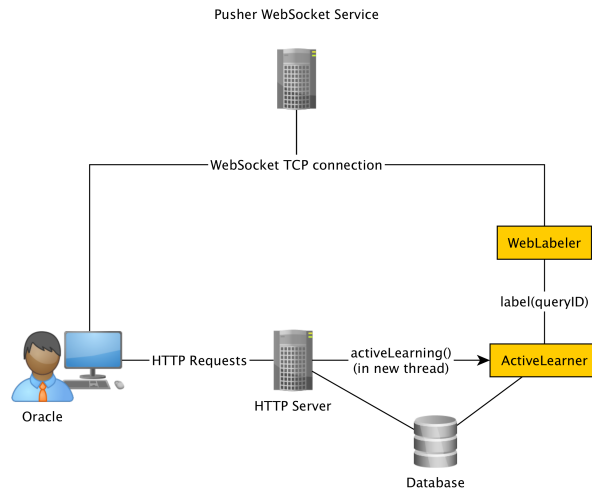 Pusher WebSocket Service
WebSocket TCP connection
WebLabeler
label(queryID)
HTTP Requests
activeLearning()
(in new thread)
ActiveLearner
HTTP Server
Oracle
Database